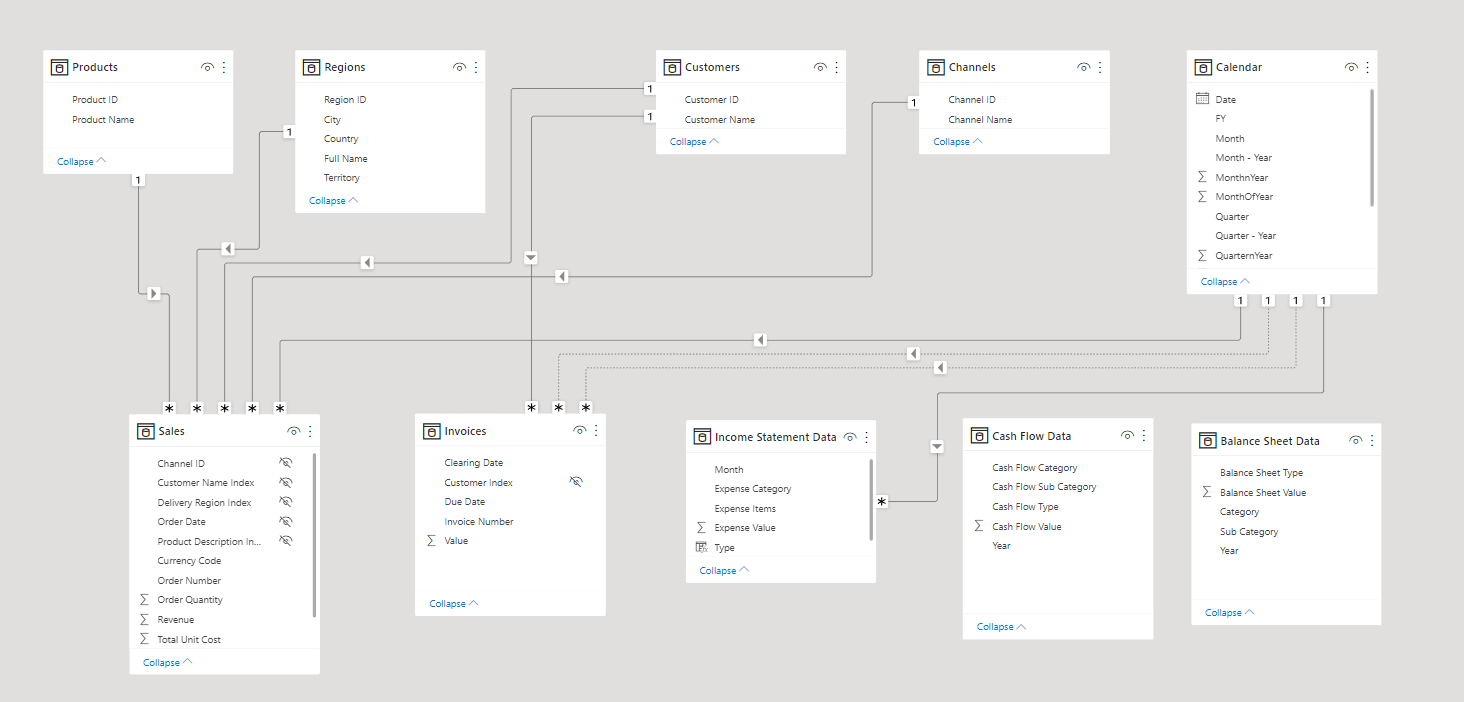 Products
Product ID
Product Name
Collapse
1
Regions
Region ID
City
Country
Full Name
Territory
Collapse
1
Customers
Customer ID
Customer Name
Collapse
1
1
Channels
Channel ID
Channel Name
Collapse
1
Calendar
Date
FY
Month
Month - Year
MonthnYear
MonthOfYear
Quarter
Quarter - Year
QuarternYear
Collapse
1
1
1
1
* * * * *
Sales
Channel ID
Customer Name Index
Delivery Region Index
Order Date
Product Description In...
Currency Code
Order Number
Σ Order Quantity
Σ Revenue
Σ Total Unit Cost
Collapse
* * *
Invoices
Clearing Date
Customer Index
Due Date
Invoice Number
Σ Value
Collapse
Income Statement Data
Month
Expense Category
Expense Items
Σ Expense Value
Type
Collapse
*
Cash Flow Data
Cash Flow Category
Cash Flow Sub Category
Cash Flow Type
Σ Cash Flow Value
Year
Collapse
Balance Sheet Data
Balance Sheet Type
Σ Balance Sheet Value
Category
Sub Category
Year
Collapse